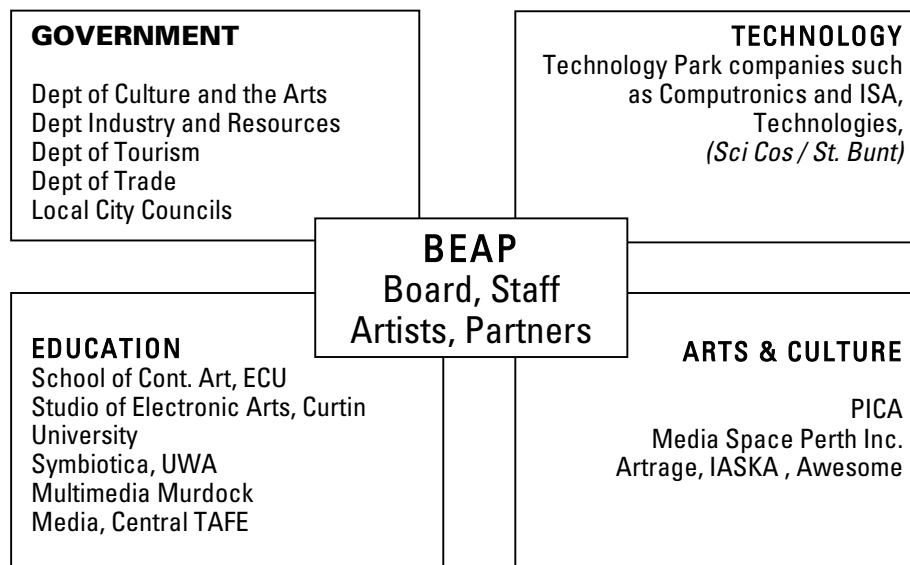 GOVERNMENT
Dept of Culture and the Arts
Dept Industry and Resources
Dept of Tourism
Dept of Trade
Local City Councils
TECHNOLOGY
Technology Park companies such
as Computronics and ISA,
Technologies,
(Sci Cos / St. Bunt)
BEAP
Board, Staff
Artists, Partners
EDUCATION
School of Cont. Art, ECU
Studio of Electronic Arts, Curtin
University
Symbiotica, UWA
Multimedia Murdock
Media, Central TAFE
ARTS & CULTURE
PICA
Media Space Perth Inc.
Artrage, IASKA , Awesome